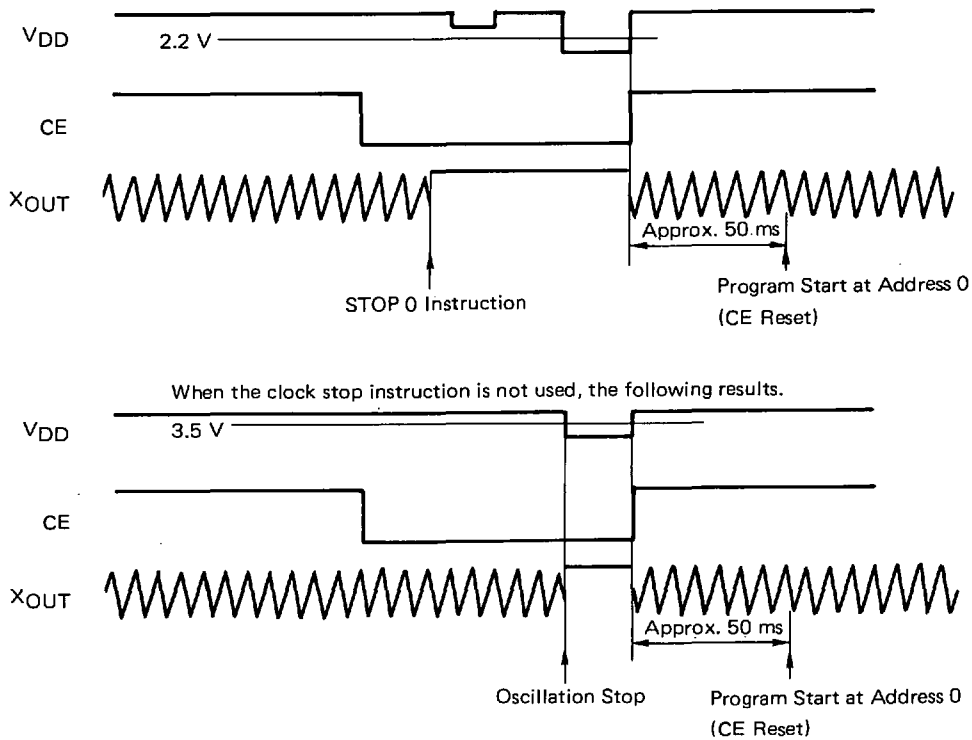 VDD
2.2 V
CE
XOUT
Approx. 50 ms
STOP 0 Instruction
Program Start at Address 0
(CE Reset)
When the clock stop instruction is not used, the following results.
VDD
3.5 V
CE
XOUT
Approx. 50 ms
Oscillation Stop
Program Start at Address 0
(CE Reset)